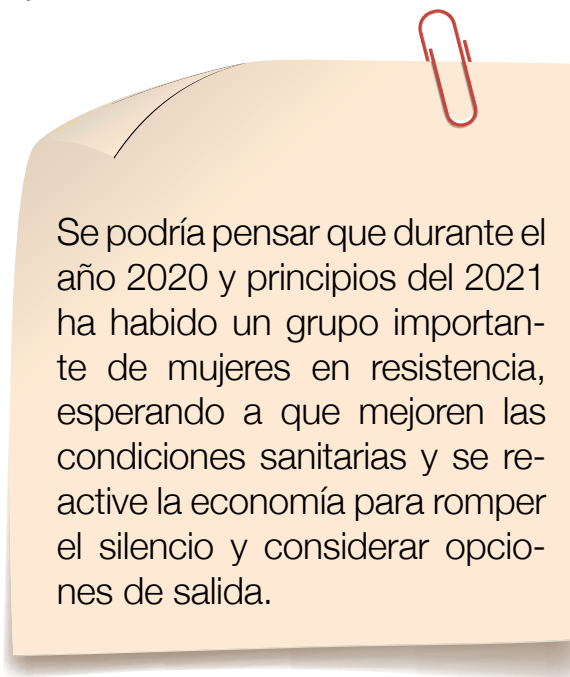 Se podría pensar que durante el
año 2020 y principios del 2021
ha habido un grupo importan-
te de mujeres en resistencia,
esperando a que mejoren las
condiciones sanitarias y se re-
active la economía para romper
el silencio y considerar opcio-
nes de salida.